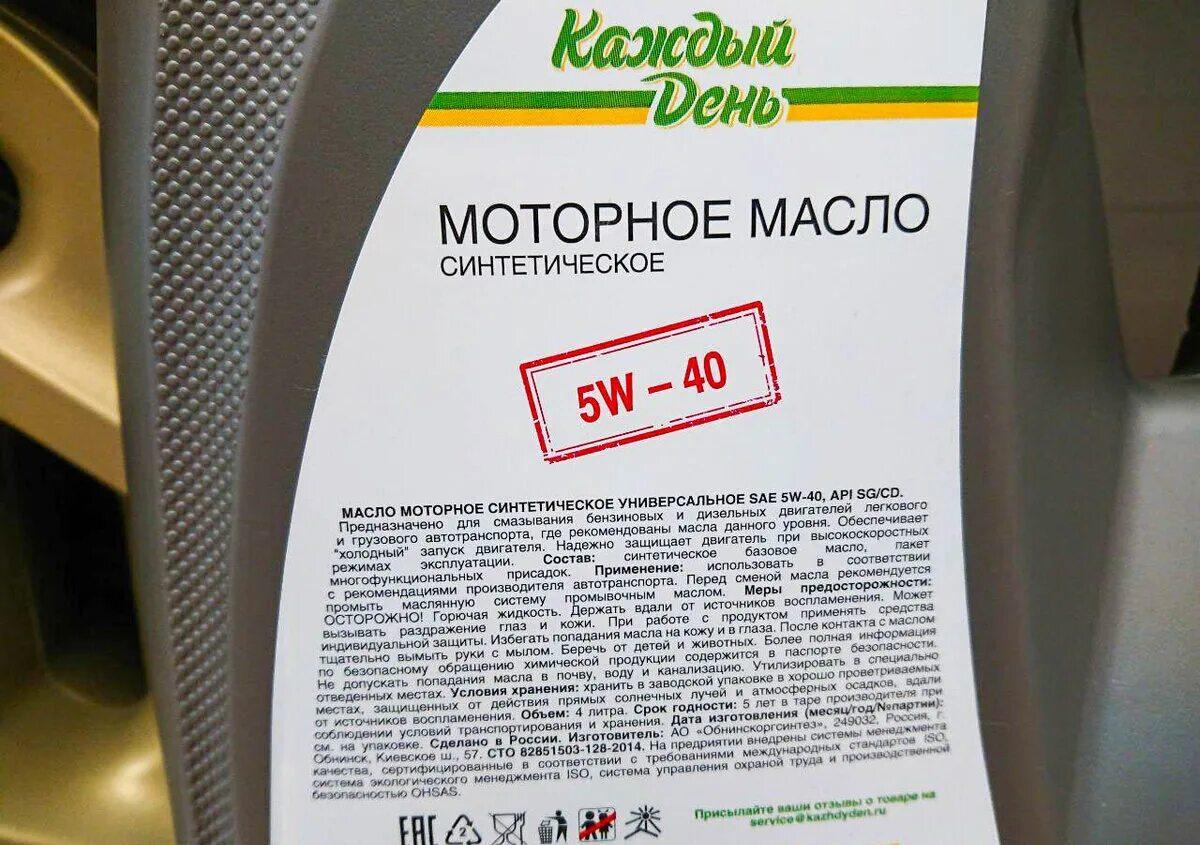 Каждый
День
МОТОРНОЕ МАСЛО
СИНТЕТИЧЕСКОЕ
5W – 40
МАСЛО МОТОРНОЕ СИНТЕТИЧЕСКОЕ УНИВЕРСАЛЬНОЕ SAE 5W-40, API SG/CD.
Предназначено для смазывания бензиновых и дизельных двигателей легкового
и грузового автотранспорта, где рекомендованы масла данного уровня. Обеспечивает
"холодный" запуск двигателя. Надежно защищает двигатель при высокоскоростных
режимах эксплуатации. Состав: синтетическое базовое масло, пакет
многофункциональных присадок. Применение: использовать в соответствии
с рекомендациями производителя автотранспорта. Перед сменой масла рекомендуется
промыть маслянную систему промывочным маслом. Меры предосторожности:
ОСТОРОЖНО! Горючая жидкость. Держать вдали от источников воспламенения. Может
вызывать раздражение глаз и кожи. При работе с продуктом применять средства
индивидуальной защиты. Избегать попадания масла на кожу и в глаза. После контакта с маслом
тщательно вымыть руки с мылом. Беречь от детей и животных. Более полная информация
по безопасному обращению химической продукции содержится в паспорте безопасности.
Не допускать попадания масла в почву, воду и канализацию. Утилизировать в специально
отведенных местах. Условия хранения: хранить в заводской упаковке в хорошо проветриваемых
местах, защищенных от действия прямых солнечных лучей и атмосферных осадков, вдали
от источников воспламенения. Объем: 4 литра. Срок годности: 5 лет в таре производителя при
соблюдении условий транспортирования и хранения. Дата изготовления (месяц/год/№партии):
см. на упаковке. Сделано в России. Изготовитель: АО «Обнинскоргсинтез», 249032, Россия, г.
Обнинск, Киевское ш., 57. СТО 82851503-128-2014. На предприятии внедрены системы менеджмента
качества, сертифицированные в соответствии с требованиями международных стандартов ISO,
система экологического менеджмента ISO, система управления охраной труда и производственной
безопасностью OHSAS.
EAC
2
Присылайте ваши отзывы о товаре на
service@kazhdyden.ru